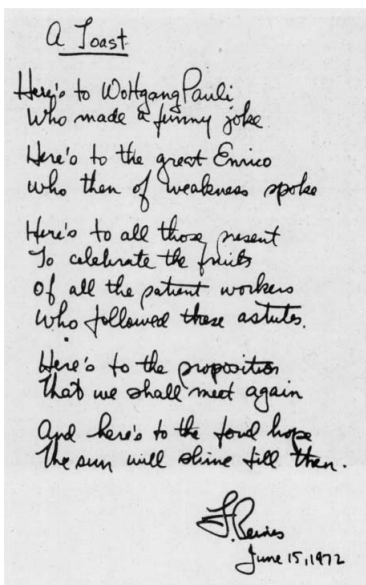 A Toast
Here's to Wolfgang Pauli
Who made a funny joke
Here's to the great Enrico
Who then of weakness spoke
Here's to all those present
To celebrate the fruits
Of all the patient workers
Who followed these astutes.
Here's to the proposition
That we shall meet again
And here's to the fond hope
The sun will shine till then.
F. Reines
June 15, 1972